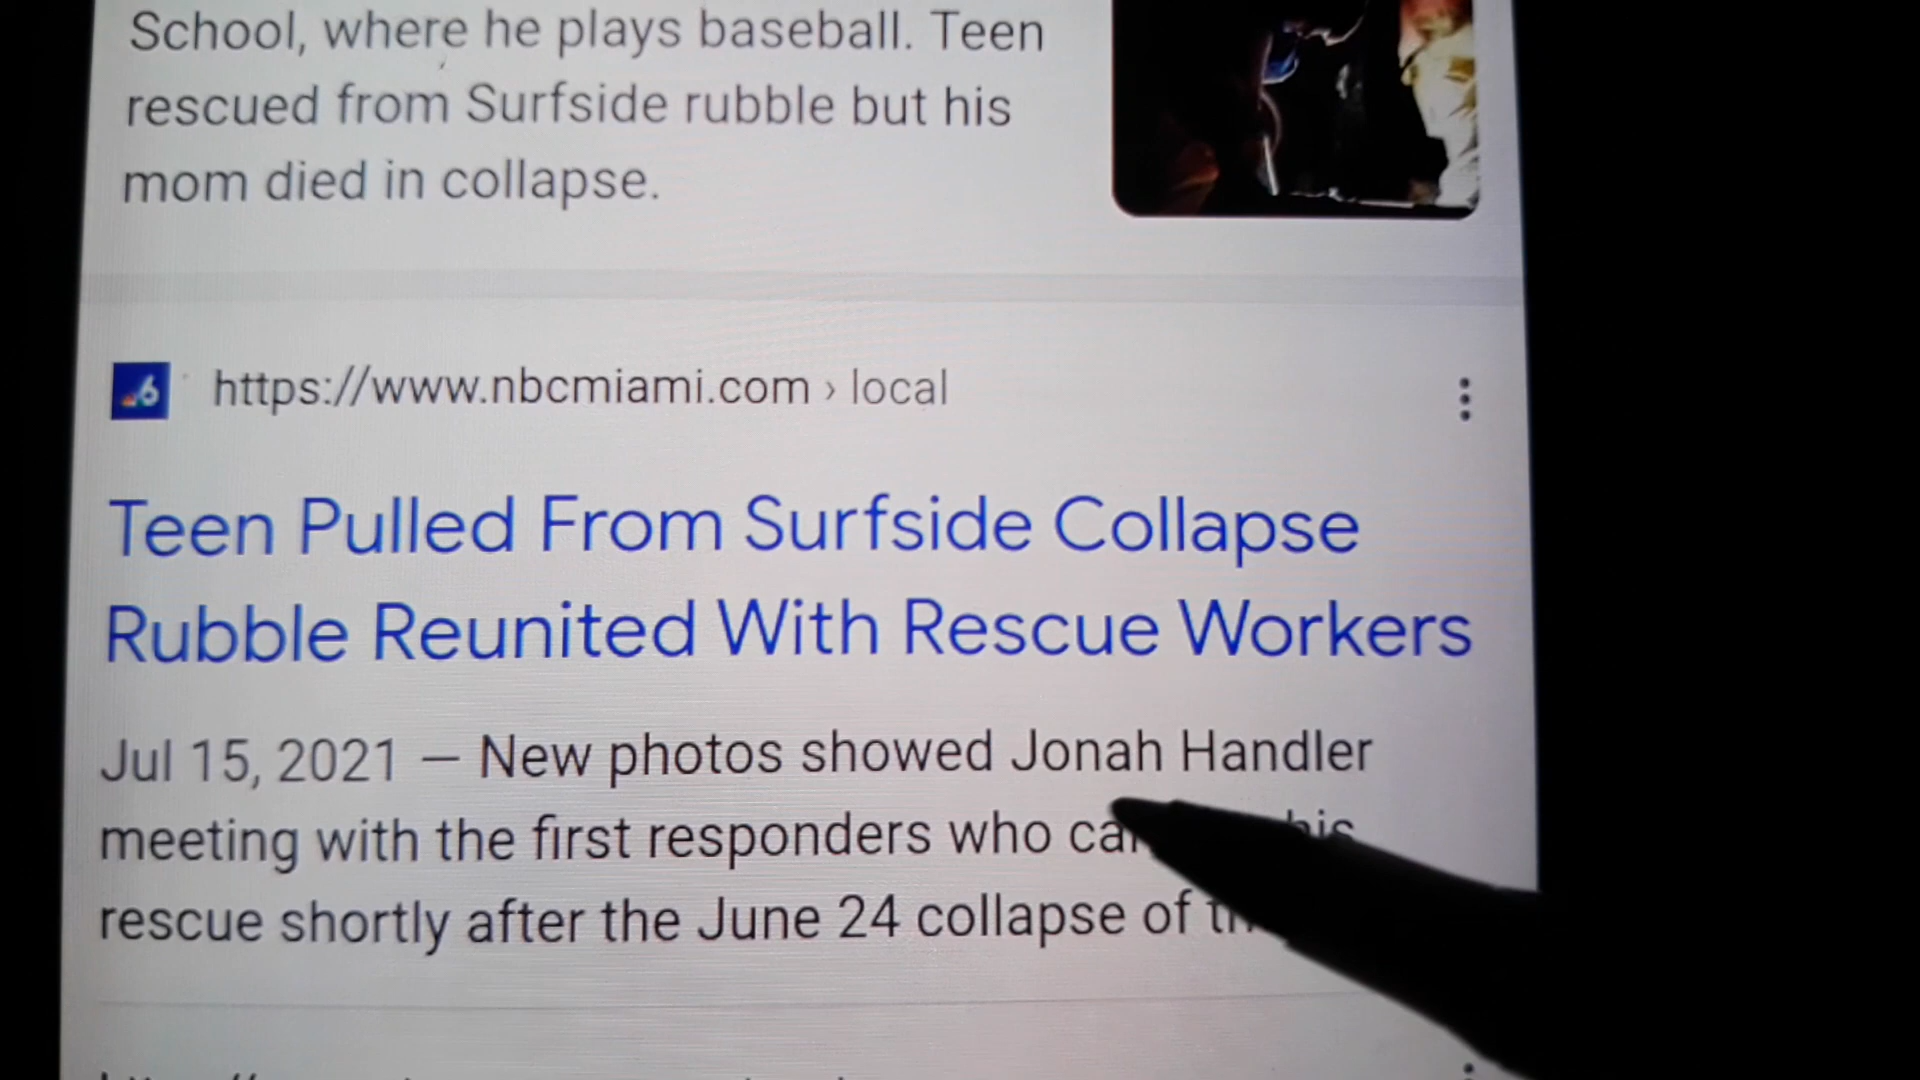 School, where he plays baseball. Teen
rescued from Surfside rubble but his
mom died in collapse.
6
https://www.nbcmiami.com › local
Teen Pulled From Surfside Collapse
Rubble Reunited With Rescue Workers
Jul 15, 2021 — New photos showed Jonah Handler
meeting with the first responders who his
rescue shortly after the June 24 collapse of